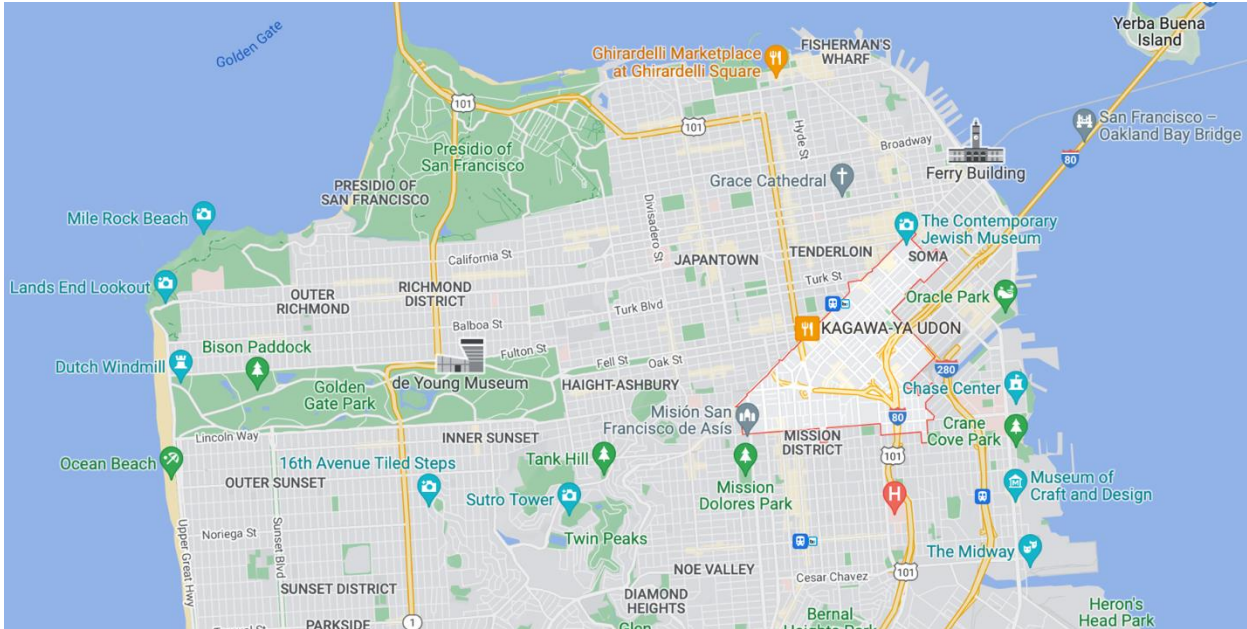 Golden Gate
Yerba Buena
Island
FISHERMAN'S
WHARF
Ghirardelli Marketplace
at Ghirardelli Square
101
101
Hyde St
Broadway
San Francisco –
Oakland Bay Bridge
80
Presidio of
San Francisco
Ferry Building
Grace Cathedral
PRESIDIO OF
SAN FRANCISCO
Divisadero St
Mile Rock Beach
The Contemporary
Jewish Museum
TENDERLOIN
SOMA
California St
JAPANTOWN
Turk St
Lands End Lookout
OUTER
RICHMOND
RICHMOND
DISTRICT
Turk Blvd
Oracle Park
Balboa St
KAGAWA-YA UDON
Bison Paddock
Fulton St
Fell St
Oak St
Dutch Windmill
de Young Museum
280
Golden
Gate Park
HAIGHT-ASHBURY
Chase Center
Misión San
Francisco de Asís
80
Crane
Cove Park
Lincoln Way
INNER SUNSET
MISSION
DISTRICT
101
Ocean Beach
16th Avenue Tiled Steps
Tank Hill
OUTER SUNSET
Sutro Tower
Mission
Dolores Park
H
Museum of
Craft and Design
Upper Great Hwy
Sunset Blvd
Noriega St
Twin Peaks
The Midway
NOE VALLEY
Cesar Chavez
101
SUNSET DISTRICT
DIAMOND
HEIGHTS
Heron's
Head Park
1
PARKSIDE
Glen
Bernal